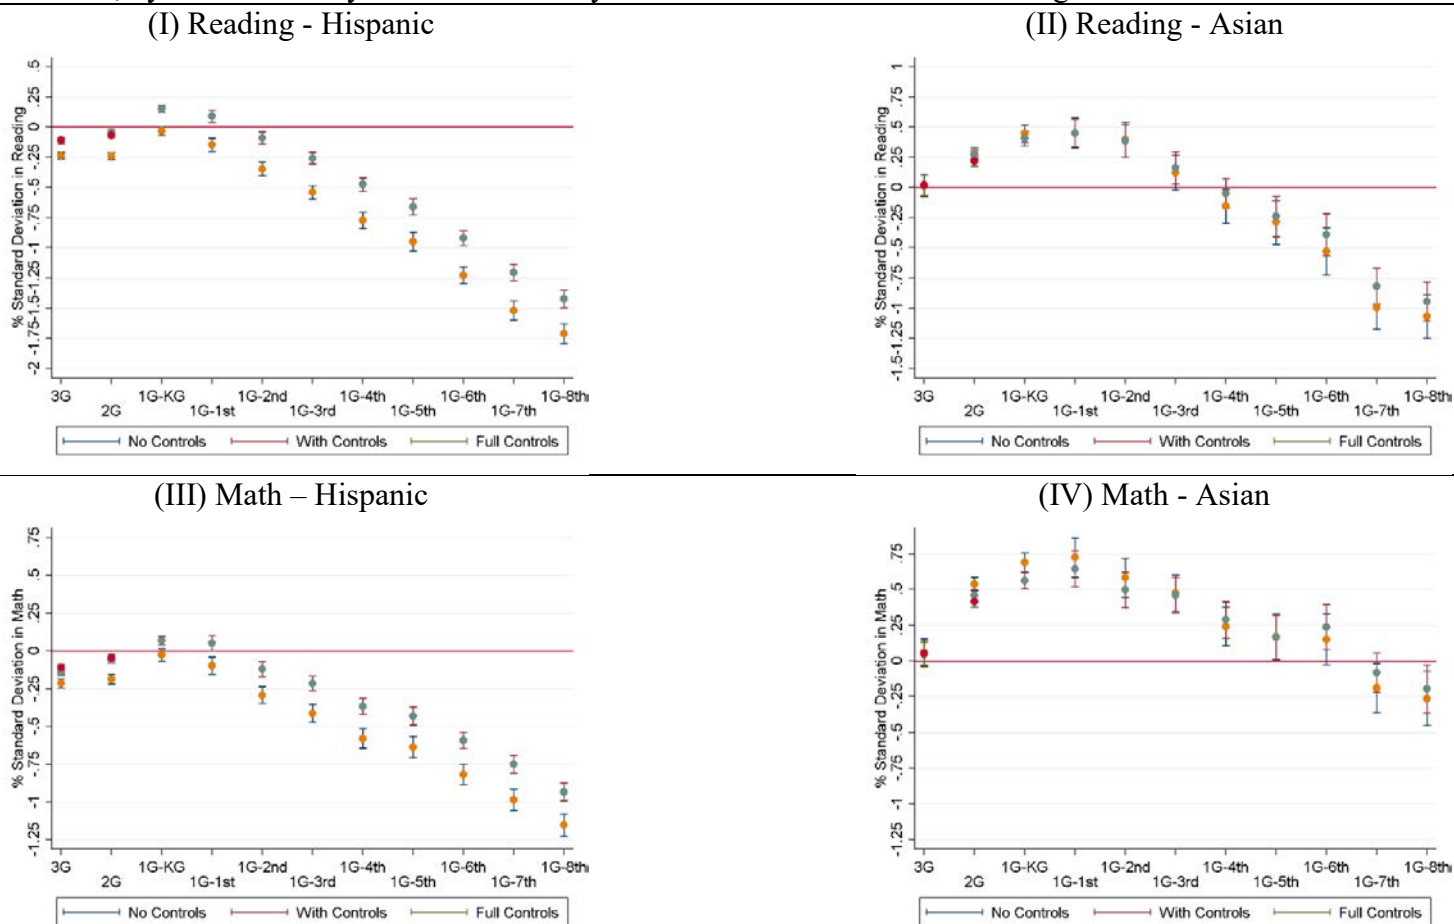 (I) Reading - Hispanic
% Standard Deviation in Reading
.5
.25
0
-.25
-.5
-.75
-1
-1.25
-1.5
-1.75
-2
3G 1G-KG 1G-2nd 1G-4th 1G-6th 1G-8th
2G 1G-1st 1G-3rd 1G-5th 1G-7th
No Controls With Controls Full Controls
(II) Reading - Asian
% Standard Deviation in Reading
1
.75
.5
.25
0
-.25
-.5
-.75
-1
-1.25
-1.5
3G 1G-KG 1G-2nd 1G-4th 1G-6th 1G-8th
2G 1G-1st 1G-3rd 1G-5th 1G-7th
No Controls With Controls Full Controls
(III) Math – Hispanic
% Standard Deviation in Math
.75
.5
.25
0
-.25
-.5
-.75
-1
-1.25
3G 1G-KG 1G-2nd 1G-4th 1G-6th 1G-8th
2G 1G-1st 1G-3rd 1G-5th 1G-7th
No Controls With Controls Full Controls
(IV) Math - Asian
% Standard Deviation in Math
.75
.5
.25
0
-.25
-.5
-.75
-1
-1.25
3G 1G-KG 1G-2nd 1G-4th 1G-6th 1G-8th
2G 1G-1st 1G-3rd 1G-5th 1G-7th
No Controls With Controls Full Controls